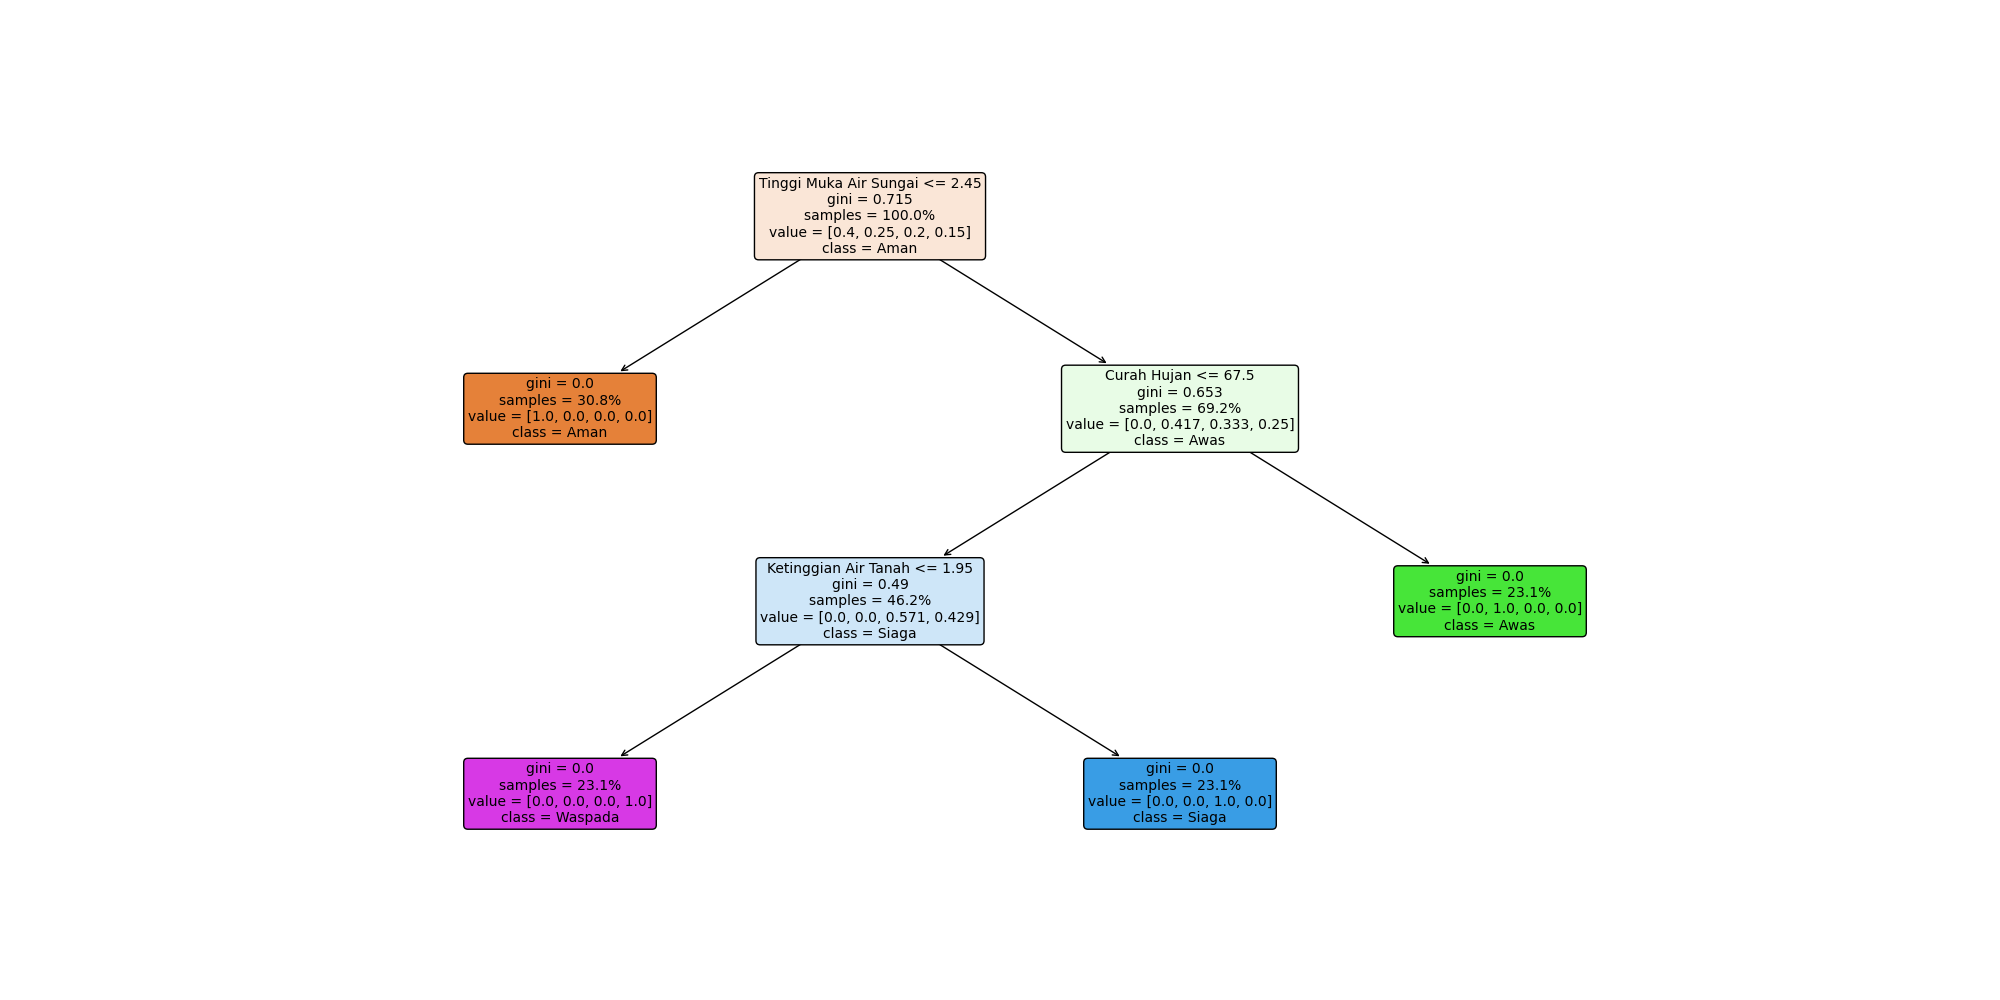 Tinggi Muka Air Sungai <= 2.45
gini = 0.715
samples = 100.0%
value = [0.4, 0.25, 0.2, 0.15]
class = Aman
gini = 0.0
samples = 30.8%
value = [1.0, 0.0, 0.0, 0.0]
class = Aman
Curah Hujan <= 67.5
gini = 0.653
samples = 69.2%
value = [0.0, 0.417, 0.333, 0.25]
class = Awas
Ketinggian Air Tanah <= 1.95
gini = 0.49
samples = 46.2%
value = [0.0, 0.0, 0.571, 0.429]
class = Siaga
gini = 0.0
samples = 23.1%
value = [0.0, 1.0, 0.0, 0.0]
class = Awas
gini = 0.0
samples = 23.1%
value = [0.0, 0.0, 0.0, 1.0]
class = Waspada
gini = 0.0
samples = 23.1%
value = [0.0, 0.0, 1.0, 0.0]
class = Siaga